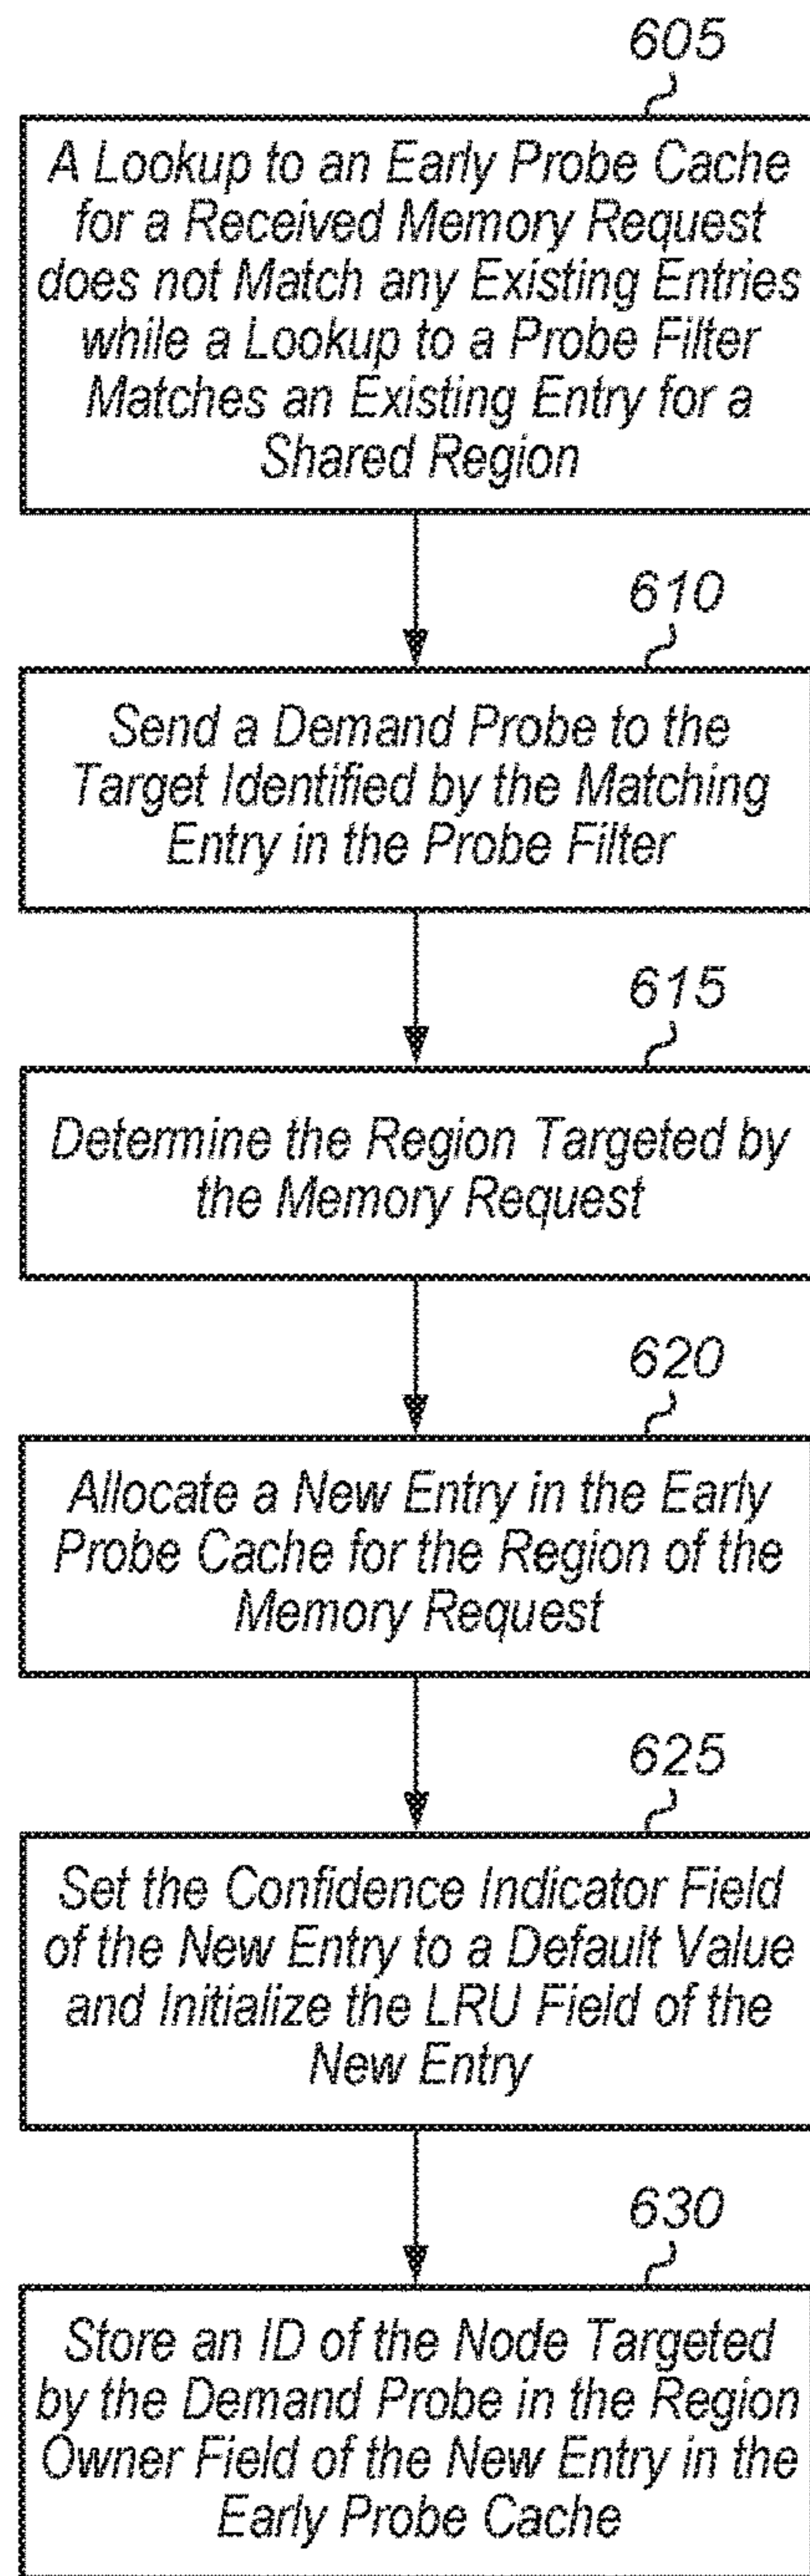 605
A Lookup to an Early Probe Cache
for a Received Memory Request
does not Match any Existing Entries
while a Lookup to a Probe Filter
Matches an Existing Entry for a
Shared Region
610
Send a Demand Probe to the
Target Identified by the Matching
Entry in the Probe Filter
615
Determine the Region Targeted by
the Memory Request
620
Allocate a New Entry in the Early
Probe Cache for the Region of the
Memory Request
625
Set the Confidence Indicator Field
of the New Entry to a Default Value
and Initialize the LRU Field of the
New Entry
630
Store an ID of the Node Targeted
by the Demand Probe in the Region
Owner Field of the New Entry in the
Early Probe Cache